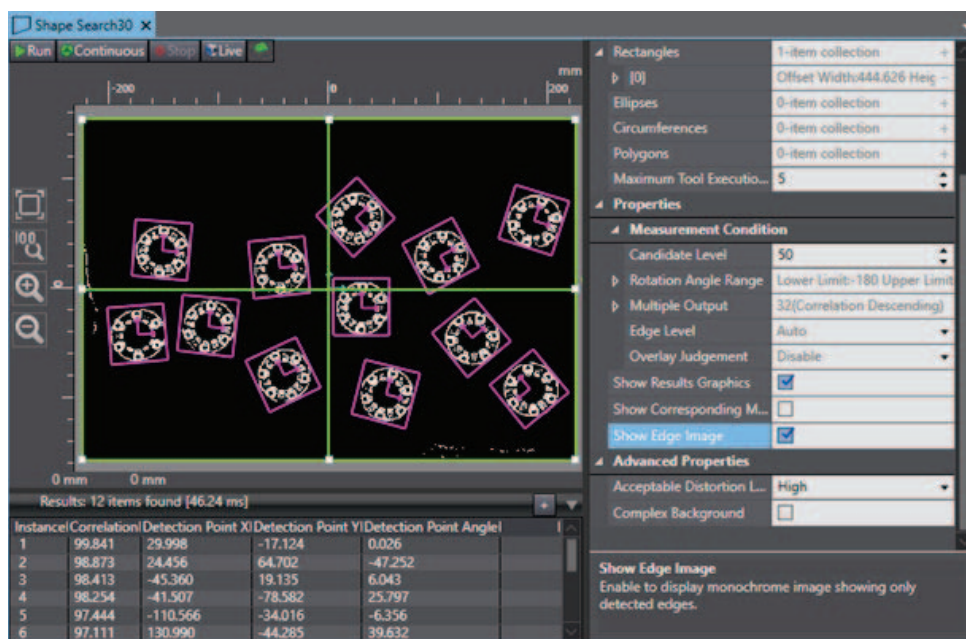 Shape Search30 ×
Run Continuous Stop Live
mm
-200 0 200
100
0
0 mm 0 mm
Results: 12 items found [46.24 ms]
Instance Correlation Detection Point X Detection Point Y Detection Point Angle
1 99.841 29.998 -17.124 0.026
2 98.873 24.456 64.702 -47.252
3 98.413 -45.360 19.135 6.043
4 98.254 -41.507 -78.582 25.797
5 97.444 -110.566 -34.016 -6.356
6 97.111 130.990 -44.285 39.632
Rectangles 1-item collection +
[0] Offset Width:444.626 Heig −
Ellipses 0-item collection +
Circumferences 0-item collection +
Polygons 0-item collection +
Maximum Tool Executio... 5
Properties
Measurement Condition
Candidate Level 50
Rotation Angle Range Lower Limit:-180 Upper Limit
Multiple Output 32(Correlation Descending)
Edge Level Auto
Overlay Judgement Disable
Show Results Graphics
Show Corresponding M...
Show Edge Image
Advanced Properties
Acceptable Distortion L... High
Complex Background
Show Edge Image
Enable to display monochrome image showing only
detected edges.